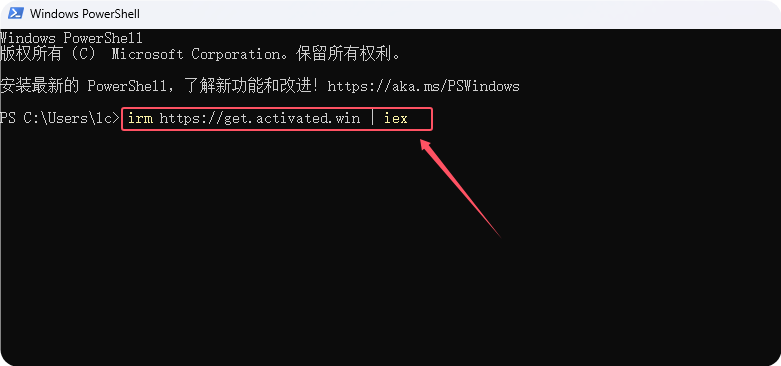 Windows PowerShell
Windows PowerShell
版权所有 (C) Microsoft Corporation。保留所有权利。
安装最新的 PowerShell，了解新功能和改进！https://aka.ms/PSWindows
PS C:\Users\lc> irm https://get.activated.win | iex